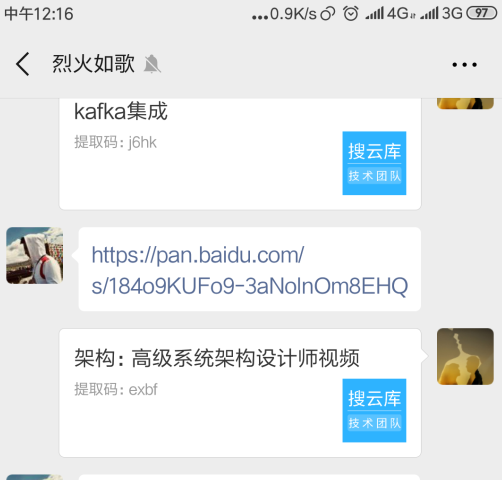 中午12:16
...0.9K/s 4G 3G 97
烈火如歌
kafka集成
提取码: j6hk
搜云库
技术团队
https://pan.baidu.com/
s/184o9KUFo9-3aNolnOm8EHQ
架构: 高级系统架构设计师视频
提取码: exbf
搜云库
技术团队